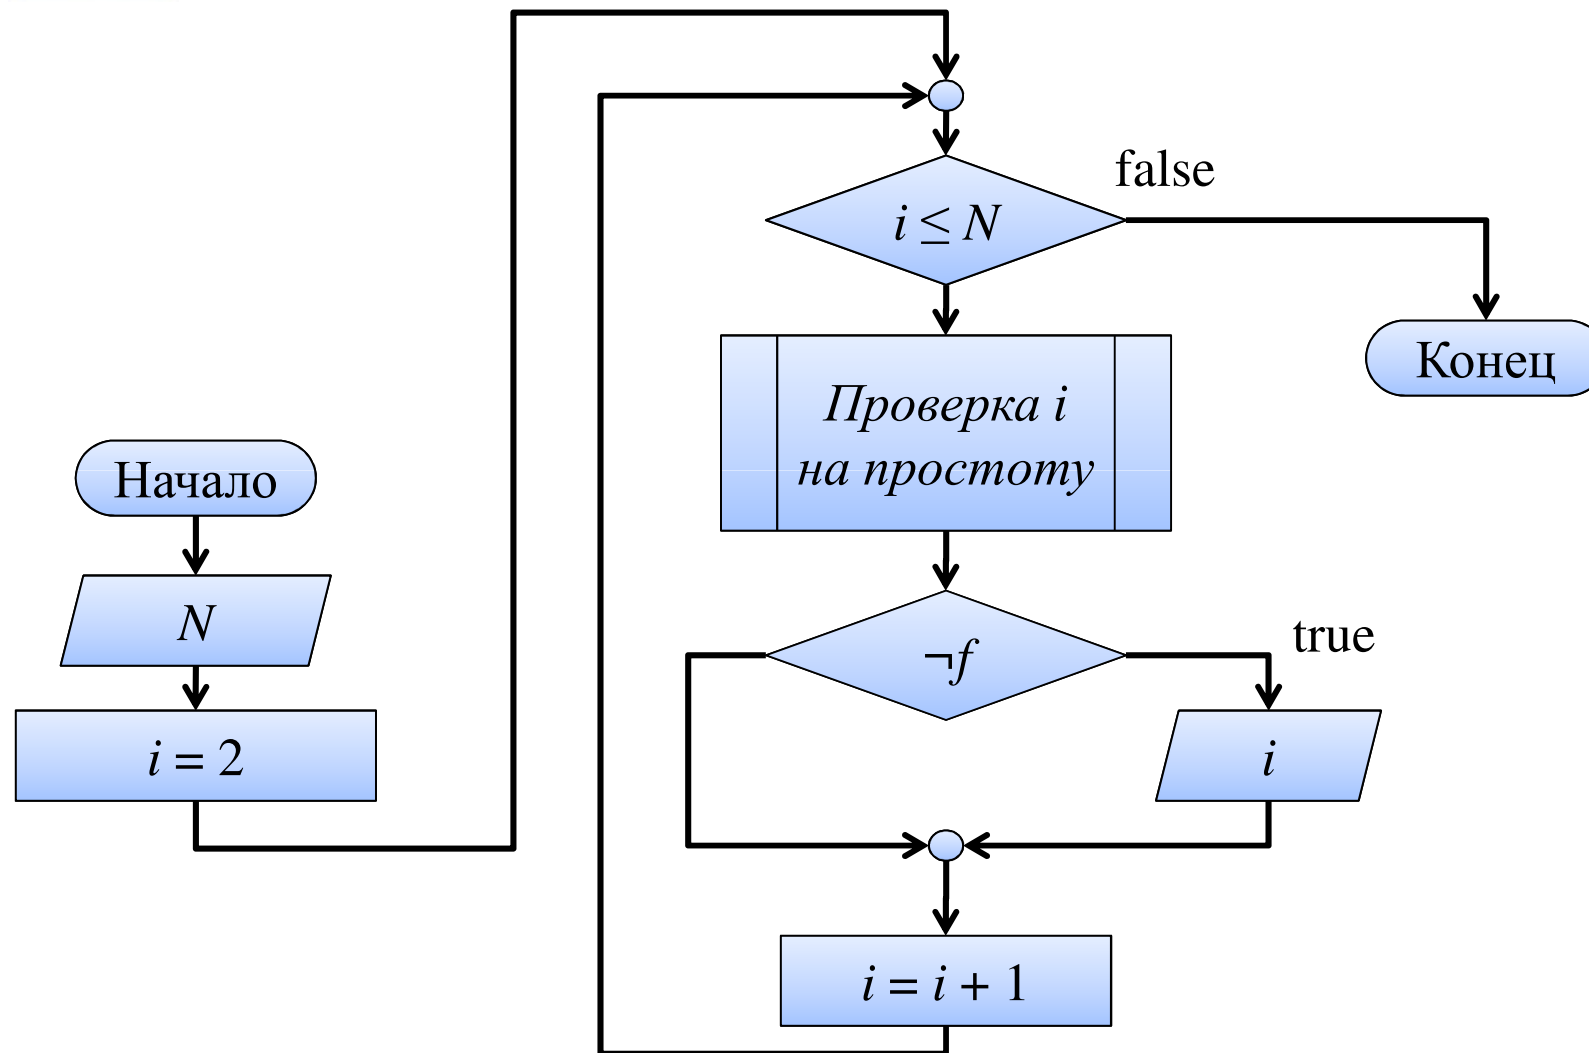 Начало
N
i = 2
i ≤ N
false
Конец
Проверка i
на простоту
¬f
true
i
i = i + 1